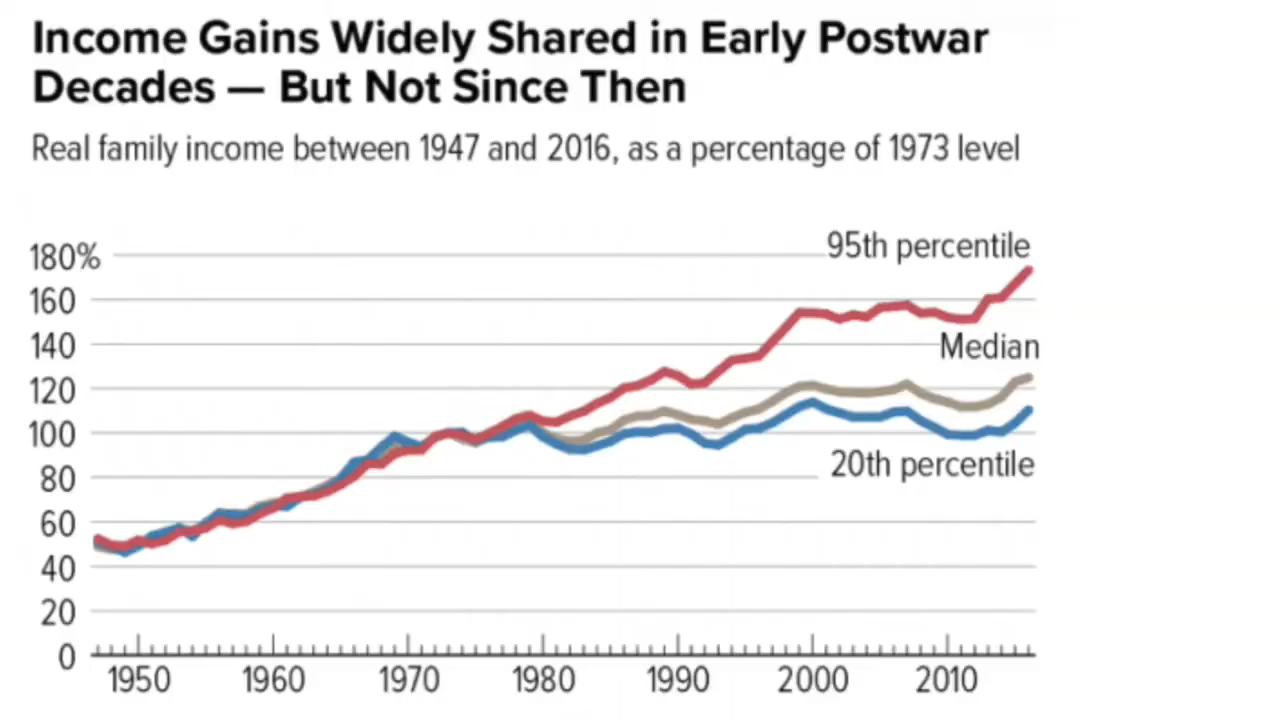 Income Gains Widely Shared in Early Postwar
Decades — But Not Since Then
Real family income between 1947 and 2016, as a percentage of 1973 level
180%
95th percentile
160
140
Median
120
100
20th percentile
80
60
40
20
0
1950 1960 1970 1980 1990 2000 2010